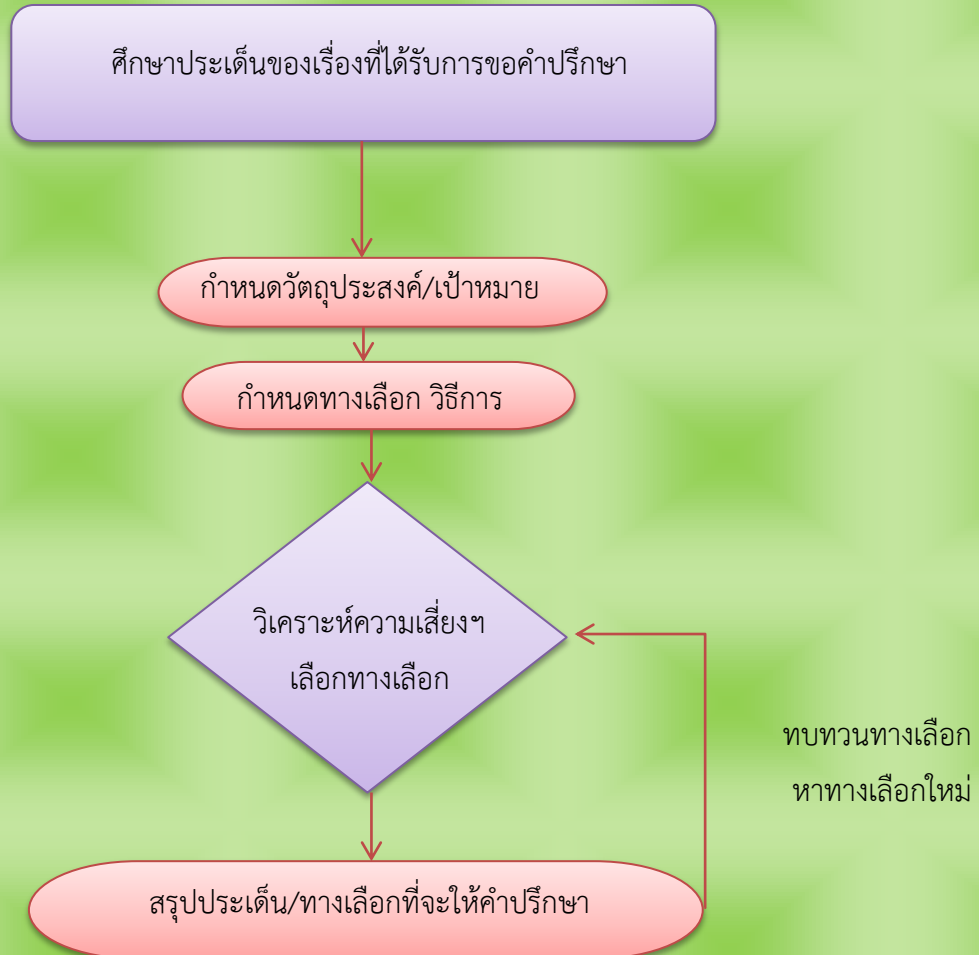 ศึกษาประเด็นของเรื่องที่ได้รับการขอคำปรึกษา
กำหนดวัตถุประสงค์/เป้าหมาย
กำหนดทางเลือก วิธีการ
วิเคราะห์ความเสี่ยงฯ
เลือกทางเลือก
ทบทวนทางเลือก
หาทางเลือกใหม่
สรุปประเด็น/ทางเลือกที่จะให้คำปรึกษา